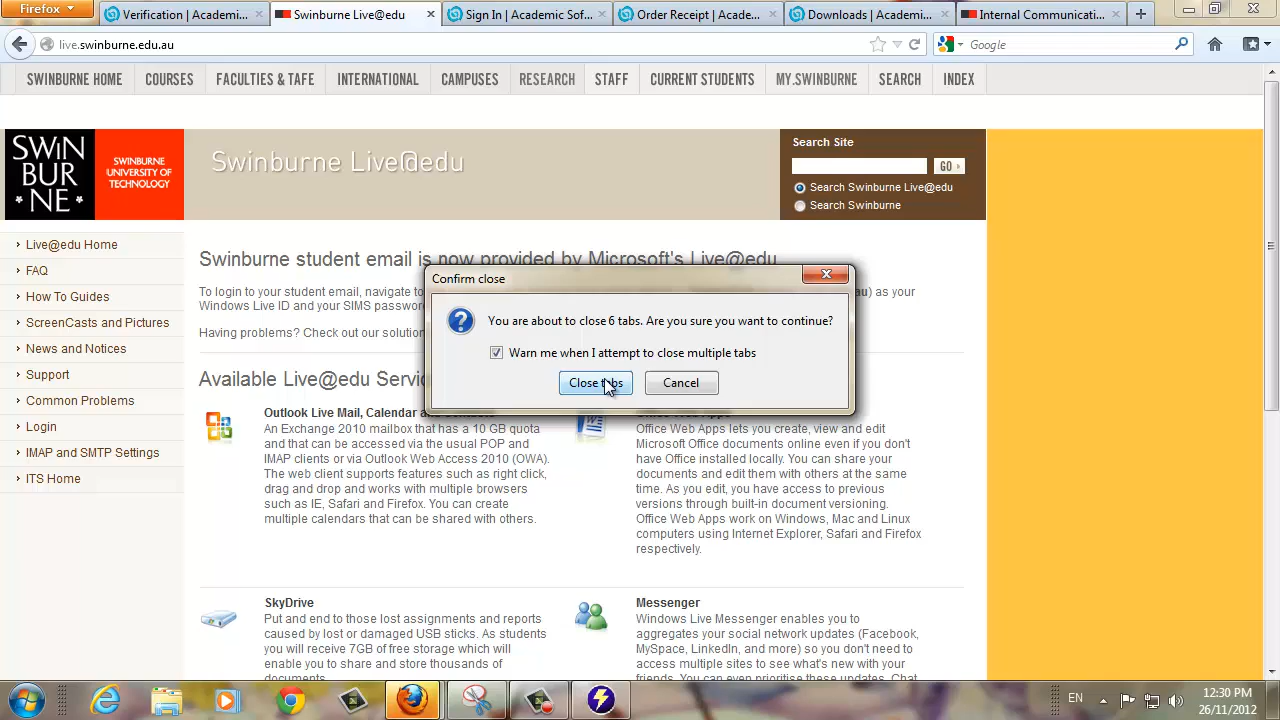 Firefox
Verification | Academi...
Swinburne Live@edu
Sign In | Academic Sof...
Order Receipt | Acade...
Downloads | Academi...
Internal Communicati...
live.swinburne.edu.au
Google
SWINBURNE HOME
COURSES
FACULTIES & TAFE
INTERNATIONAL
CAMPUSES
RESEARCH
STAFF
CURRENT STUDENTS
MY.SWINBURNE
SEARCH
INDEX
SWIN
BUR
NE
SWINBURNE
UNIVERSITY OF
TECHNOLOGY
Swinburne Live@edu
Search Site
GO
Search Swinburne Live@edu
Search Swinburne
Live@edu Home
FAQ
How To Guides
ScreenCasts and Pictures
News and Notices
Support
Common Problems
Login
IMAP and SMTP Settings
ITS Home
Swinburne student email is now provided by Microsoft's Live@edu
To login to your student email, navigate to
) as your
Windows Live ID and your SIMS password
Having problems? Check out our solution
Confirm close
You are about to close 6 tabs. Are you sure you want to continue?
Warn me when I attempt to close multiple tabs
Close tabs
Cancel
Available Live@edu Servic
Outlook Live Mail, Calendar and
An Exchange 2010 mailbox that has a 10 GB quota
and that can be accessed via the usual POP and
IMAP clients or via Outlook Web Access 2010 (OWA).
The web client supports features such as right click,
drag and drop and works with multiple browsers
such as IE, Safari and Firefox. You can create
multiple calendars that can be shared with others.
Office Web Apps lets you create, view and edit
Microsoft Office documents online even if you don't
have Office installed locally. You can share your
documents and edit them with others at the same
time. As you edit, you have access to previous
versions through built-in document versioning.
Office Web Apps work on Windows, Mac and Linux
computers using Internet Explorer, Safari and Firefox
respectively.
SkyDrive
Put and end to those lost assignments and reports
caused by lost or damaged USB sticks. As students
you will receive 7GB of free storage which will
enable you to share and store thousands of
documents.
Messenger
Windows Live Messenger enables you to
aggregates your social network updates (Facebook,
MySpace, LinkedIn, and more) so you don't need to
access multiple sites to see what's new with your
friends. You can even prioritise these updates. Chat
EN
12:30 PM
26/11/2012